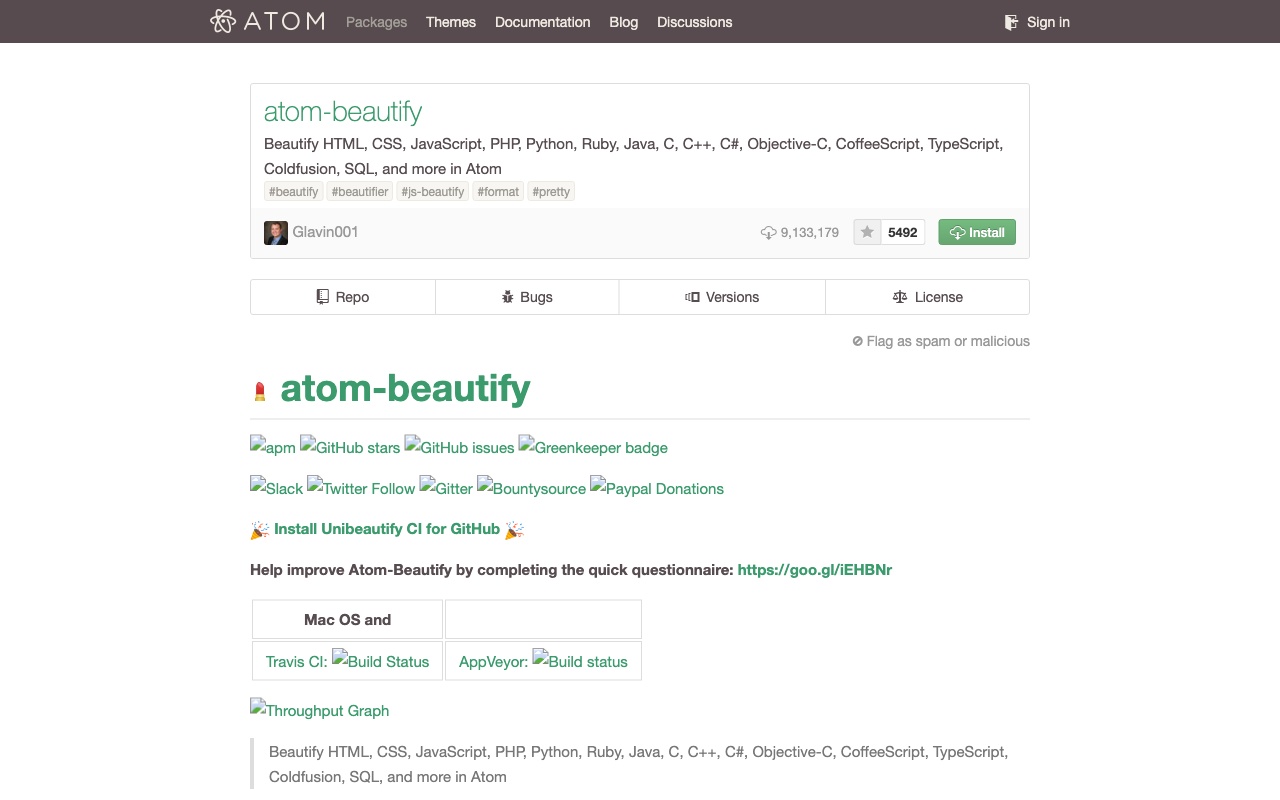 ATOM Packages Themes Documentation Blog Discussions Sign in
atom-beautify
Beautify HTML, CSS, JavaScript, PHP, Python, Ruby, Java, C, C++, C#, Objective-C, CoffeeScript, TypeScript,
Coldfusion, SQL, and more in Atom
#beautify #beautifier #js-beautify #format #pretty
Glavin001 9,133,179 5492 Install
Repo Bugs Versions License
Flag as spam or malicious
atom-beautify
apm GitHub stars GitHub issues Greenkeeper badge
Slack Twitter Follow Gitter Bountysource Paypal Donations
Install Unibeautify CI for GitHub
Help improve Atom-Beautify by completing the quick questionnaire: https://goo.gl/iEHBNr
Mac OS and
Travis CI: Build Status AppVeyor: Build status
Throughput Graph
Beautify HTML, CSS, JavaScript, PHP, Python, Ruby, Java, C, C++, C#, Objective-C, CoffeeScript, TypeScript,
Coldfusion, SQL, and more in Atom